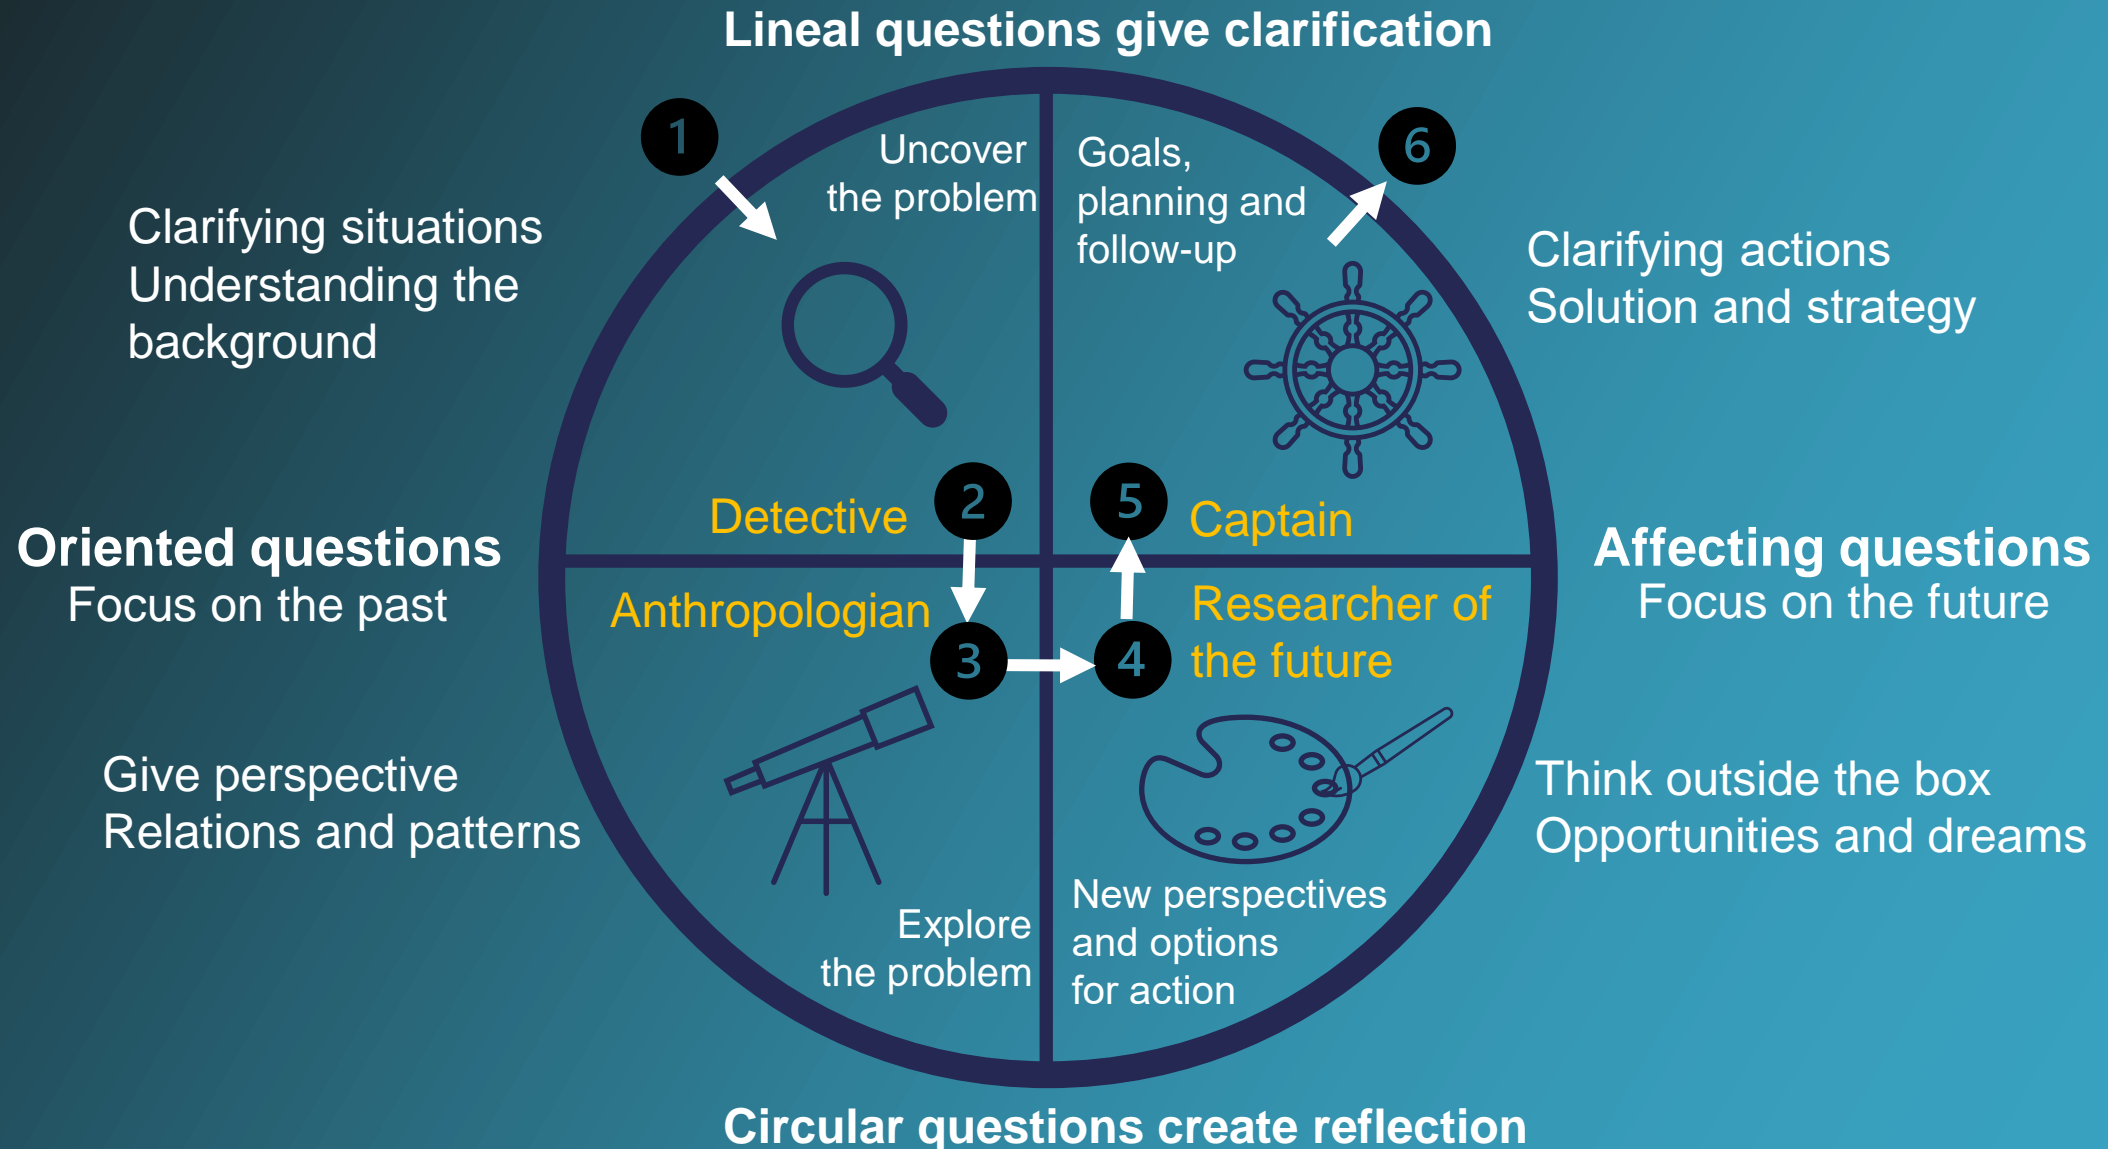 Lineal questions give clarification
1
Uncover
the problem
Goals,
planning and
follow-up
6
Clarifying situations
Understanding the
background
Clarifying actions
Solution and strategy
Detective
2
5
Captain
Oriented questions
Focus on the past
Affecting questions
Focus on the future
Anthropologian
3
4
Researcher of
the future
Give perspective
Relations and patterns
Think outside the box
Opportunities and dreams
Explore
the problem
New perspectives
and options
for action
Circular questions create reflection